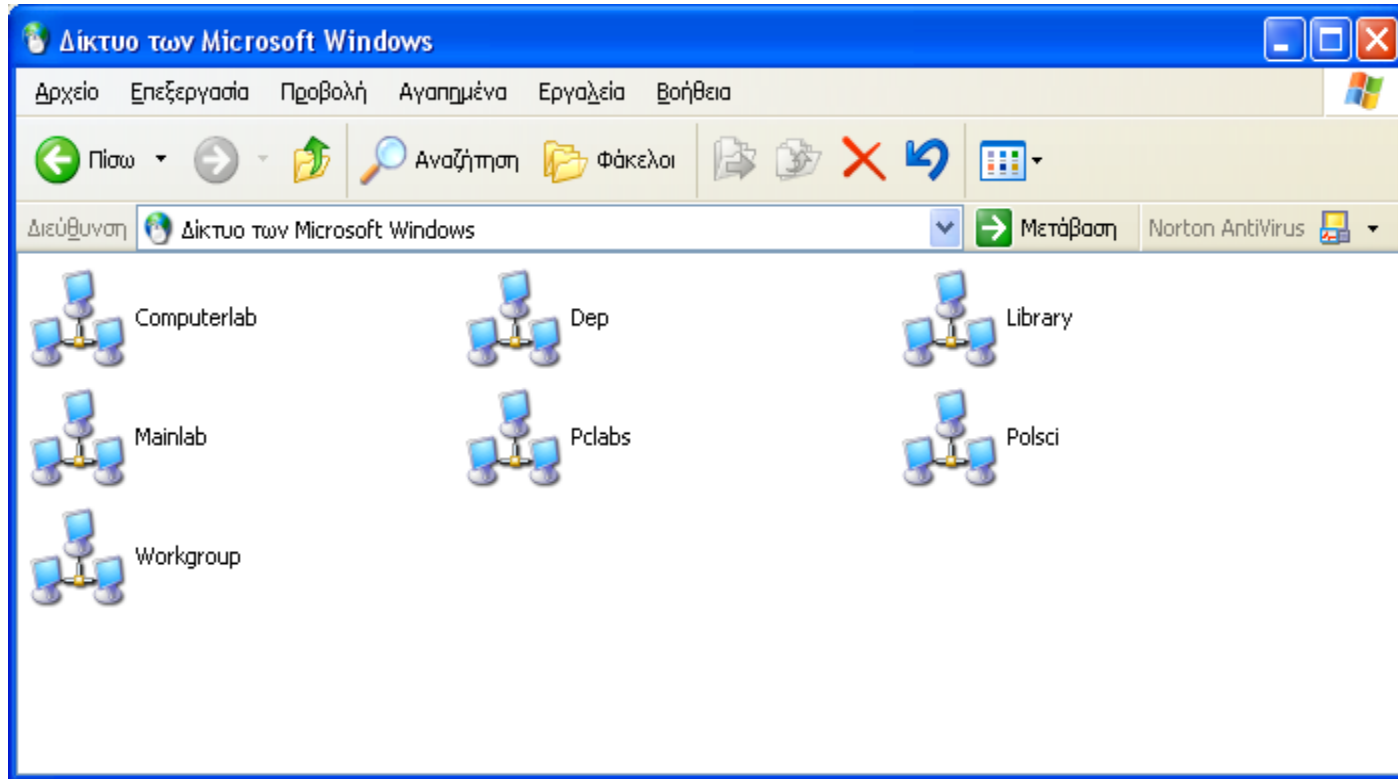 Δίκτυο των Microsoft Windows
Αρχείο Επεξεργασία Προβολή Αγαπημένα Εργαλεία Βοήθεια
Πίσω Αναζήτηση Φάκελοι
Διεύθυνση Δίκτυο των Microsoft Windows Μετάβαση Norton AntiVirus
Computerlab Dep Library
Mainlab Pclabs Polsci
Workgroup